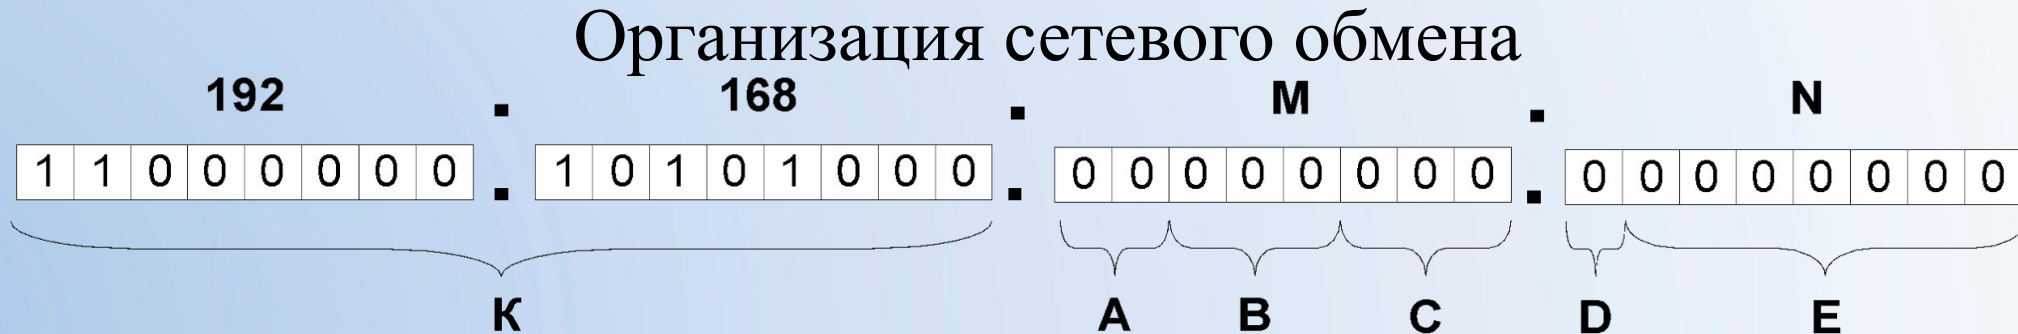 Организация сетевого обмена
192 . 168 . M . N
1 1 0 0 0 0 0 0 . 1 0 1 0 1 0 0 0 . 0 0 0 0 0 0 0 0 . 0 0 0 0 0 0 0 0
К A B C D E